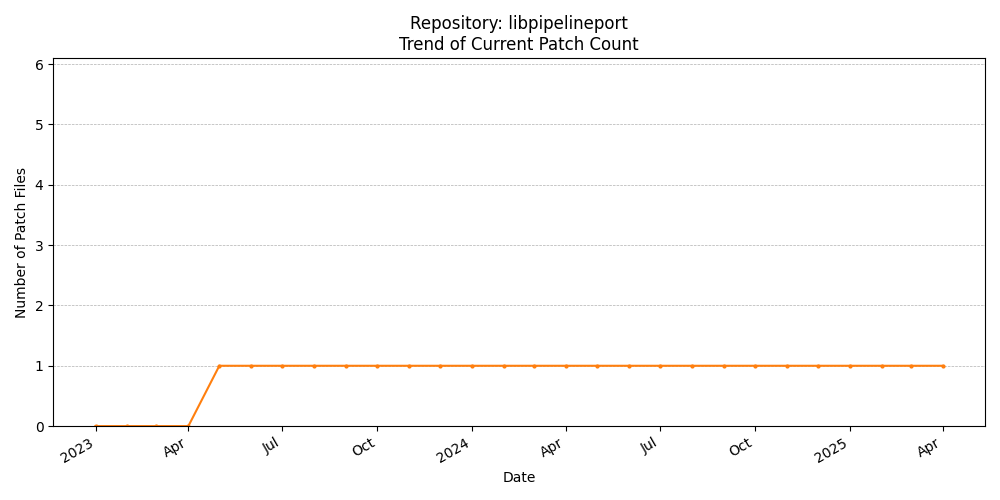 Repository: libpipelineport
Trend of Current Patch Count
6
5
4
3
2
1
0
Number of Patch Files
2023
Apr
Jul
Oct
2024
Apr
Jul
Oct
2025
Apr
Date